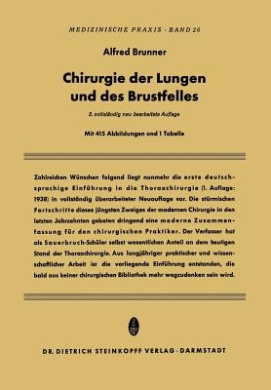 MEDIZINISCHE PRAXIS · BAND 26
Alfred Brunner
Chirurgie der Lungen
und des Brustfelles
2. vollständig neu bearbeitete Auflage
Mit 415 Abbildungen und 1 Tabelle
Zahlreichen Wünschen folgend liegt nunmehr die erste deutsch-
sprachige Einführung in die Thoraxchirurgie (1. Auflage:
1938) in vollständig überarbeiteter Neuauflage vor. Die stürmischen
Fortschritte dieses jüngsten Zweiges der modernen Chirurgie in den
letzten Jahrzehnten geboten dringend eine moderne Zusammen-
fassung für den chirurgischen Praktiker. Der Verfasser hat
als Sauerbruch-Schüler selbst wesentlichen Anteil an dem heutigen
Stand der Thoraxchirurgie. Aus langjähriger praktischer und wissen-
schaftlicher Arbeit ist die vorliegende Einführung entstanden, die
bald aus keiner chirurgischen Bibliothek mehr wegzudenken sein wird.
DR. DIETRICH STEINKOPFF VERLAG · DARMSTADT